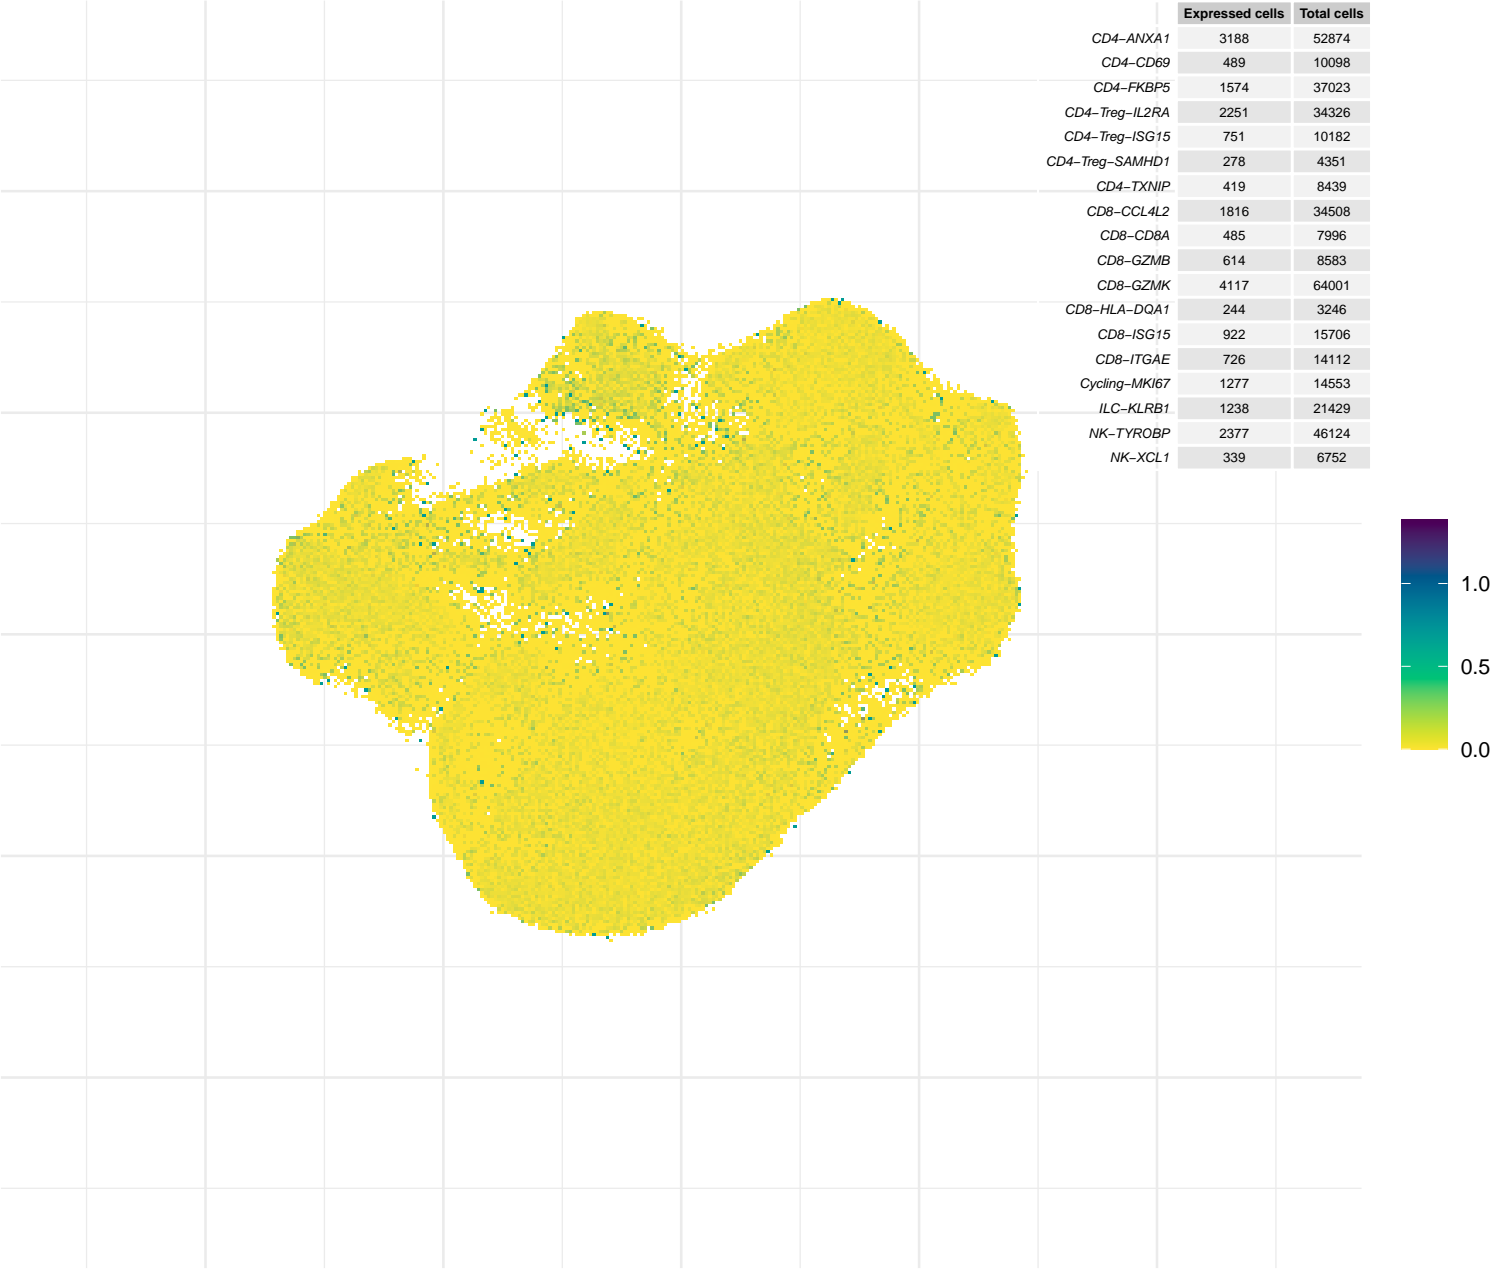 Expressed cells Total cells
CD4−ANXA1 3188 52874
CD4−CD69 489 10098
CD4−FKBP5 1574 37023
CD4−Treg−IL2RA 2251 34326
CD4−Treg−ISG15 751 10182
CD4−Treg−SAMHD1 278 4351
CD4−TXNIP 419 8439
CD8−CCL4L2 1816 34508
CD8−CD8A 485 7996
CD8−GZMB 614 8583
CD8−GZMK 4117 64001
CD8−HLA−DQA1 244 3246
CD8−ISG15 922 15706
CD8−ITGAE 726 14112
Cycling−MKI67 1277 14553
ILC−KLRB1 1238 21429
NK−TYROBP 2377 46124
NK−XCL1 339 6752
1.0
0.5
0.0